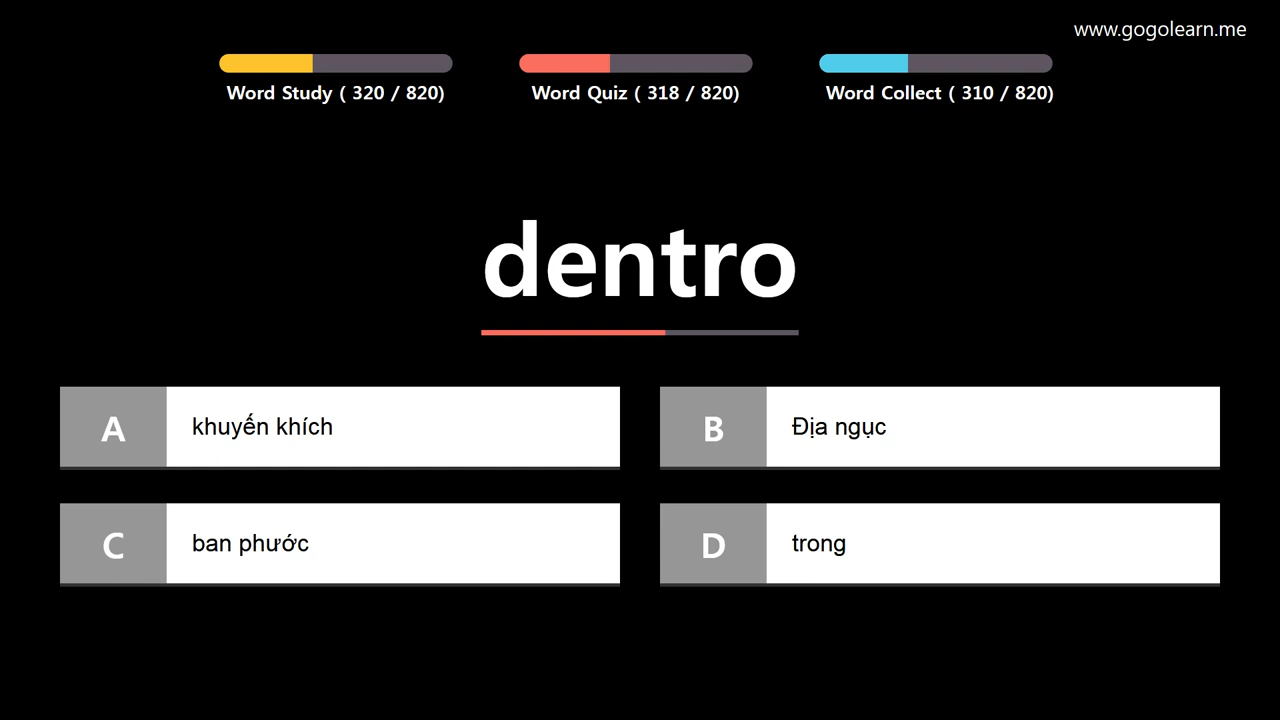 www.gogolearn.me
Word Study ( 320 / 820)
Word Quiz ( 318 / 820)
Word Collect ( 310 / 820)
dentro
A khuyến khích
B Địa ngục
C ban phước
D trong